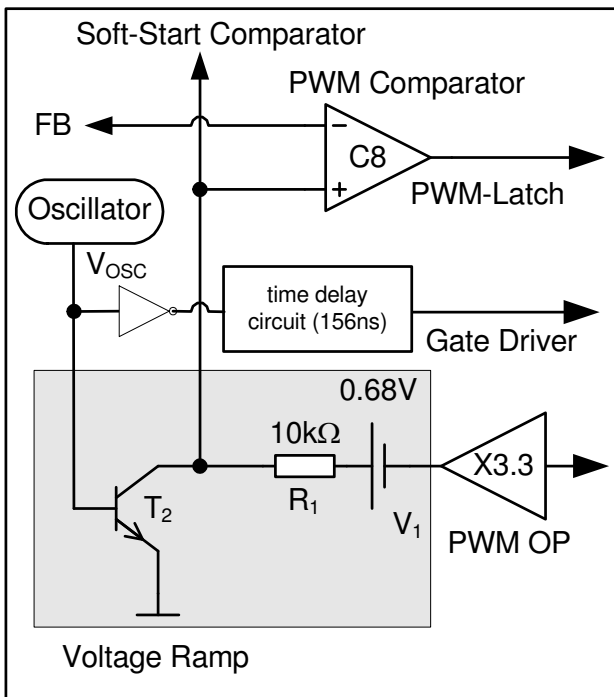 Soft-Start Comparator
PWM Comparator
FB
−
C8
+
PWM-Latch
Oscillator
VOSC
time delay
circuit (156ns)
Gate Driver
0.68V
10kΩ
X3.3
R1
T2
V1
PWM OP
Voltage Ramp